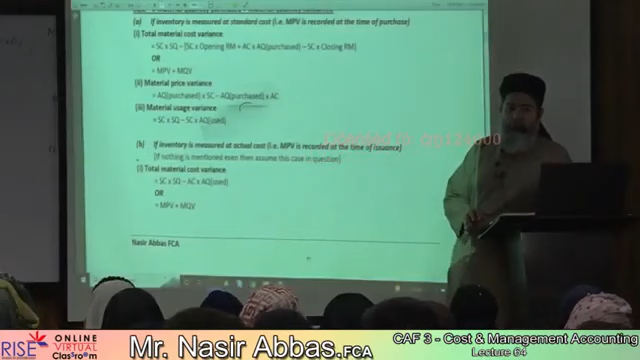 (a) If inventory is measured at standard cost (i.e. MPV is recorded at the time of purchase)
(i) Total material cost variance
= SC x SQ – [SC x Opening RM + AC x AQ(purchased) – SC x Closing RM]
OR
= MPV + MQV
(ii) Material price variance
= AQ(purchased) x SC – AQ(purchased) x AC
(iii) Material usage variance
= SC x SQ – SC x AQ(used)
(b) If inventory is measured at actual cost (i.e. MPV is recorded at the time of issuance)
[If nothing is mentioned even then assume this case in question]
(i) Total material cost variance
= SC x SQ – AC x AQ(used)
OR
= MPV + MQV
Nasir Abbas FCA
RISE
ONLINE
VIRTUAL
Classroom
Mr. Nasir Abbas.FCA
CAF 3 - Cost & Management Accounting
Lecture 64